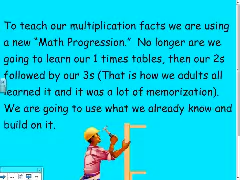 To teach our multiplication facts we are using
a new "Math Progression." No longer are we
going to learn our 1 times tables, then our 2s
followed by our 3s (That is how we adults all
learned it and it was a lot of memorization).
We are going to use what we already know and
build on it.